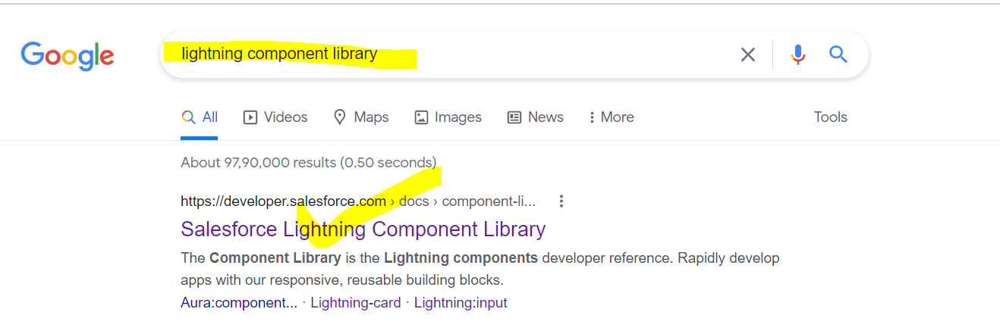 Google
lightning component library
All Videos Maps Images News More Tools
About 97,90,000 results (0.50 seconds)
https://developer.salesforce.com › docs › component-li...
Salesforce Lightning Component Library
The Component Library is the Lightning components developer reference. Rapidly develop
apps with our responsive, reusable building blocks.
Aura:component... · Lightning-card · Lightning:input